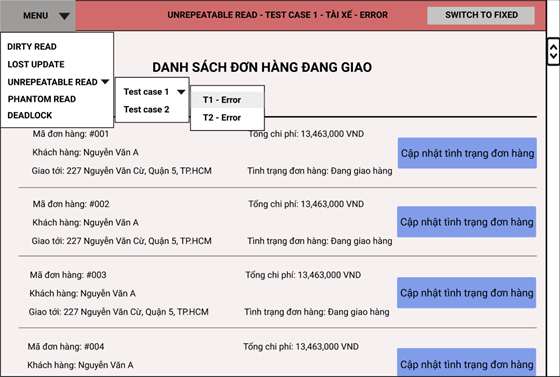 MENU
UNREPEATABLE READ - TEST CASE 1 - TÀI XẾ - ERROR
SWITCH TO FIXED
DIRTY READ
LOST UPDATE
UNREPEATABLE READ
PHANTOM READ
DEADLOCK
Test case 1
Test case 2
T1 - Error
T2 - Error
DANH SÁCH ĐƠN HÀNG ĐANG GIAO
Mã đơn hàng: #001
Tổng chi phí: 13,463,000 VND
Khách hàng: Nguyễn Văn A
Giao tới: 227 Nguyễn Văn Cừ, Quận 5, TP.HCM
Tình trạng đơn hàng: Đang giao hàng
Cập nhật tình trạng đơn hàng
Mã đơn hàng: #002
Tổng chi phí: 13,463,000 VND
Khách hàng: Nguyễn Văn A
Giao tới: 227 Nguyễn Văn Cừ, Quận 5, TP.HCM
Tình trạng đơn hàng: Đang giao hàng
Cập nhật tình trạng đơn hàng
Mã đơn hàng: #003
Tổng chi phí: 13,463,000 VND
Khách hàng: Nguyễn Văn A
Giao tới: 227 Nguyễn Văn Cừ, Quận 5, TP.HCM
Tình trạng đơn hàng: Đang giao hàng
Cập nhật tình trạng đơn hàng
Mã đơn hàng: #004
Tổng chi phí: 13,463,000 VND
Khách hàng: Nguyễn Văn A
Cập nhật tình trạng đơn hàng